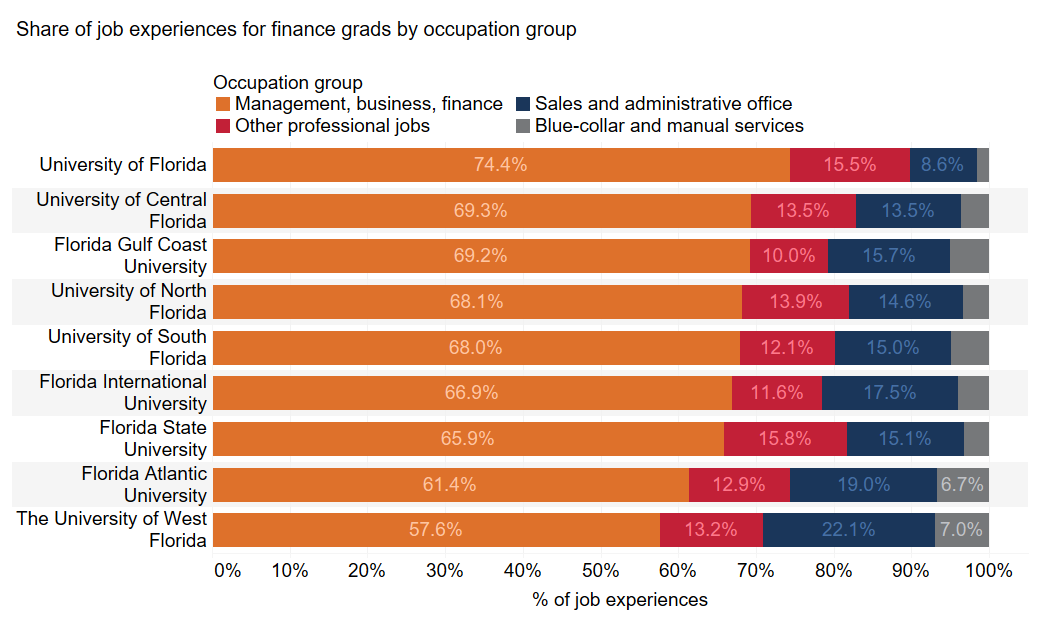 Share of job experiences for finance grads by occupation group
Occupation group
Management, business, finance
Sales and administrative office
Other professional jobs
Blue-collar and manual services
University of Florida
74.4%
15.5%
8.6%
University of Central
Florida
69.3%
13.5%
13.5%
Florida Gulf Coast
University
69.2%
10.0%
15.7%
University of North
Florida
68.1%
13.9%
14.6%
University of South
Florida
68.0%
12.1%
15.0%
Florida International
University
66.9%
11.6%
17.5%
Florida State
University
65.9%
15.8%
15.1%
Florida Atlantic
University
61.4%
12.9%
19.0%
6.7%
The University of West
Florida
57.6%
13.2%
22.1%
7.0%
0% 10% 20% 30% 40% 50% 60% 70% 80% 90% 100%
% of job experiences